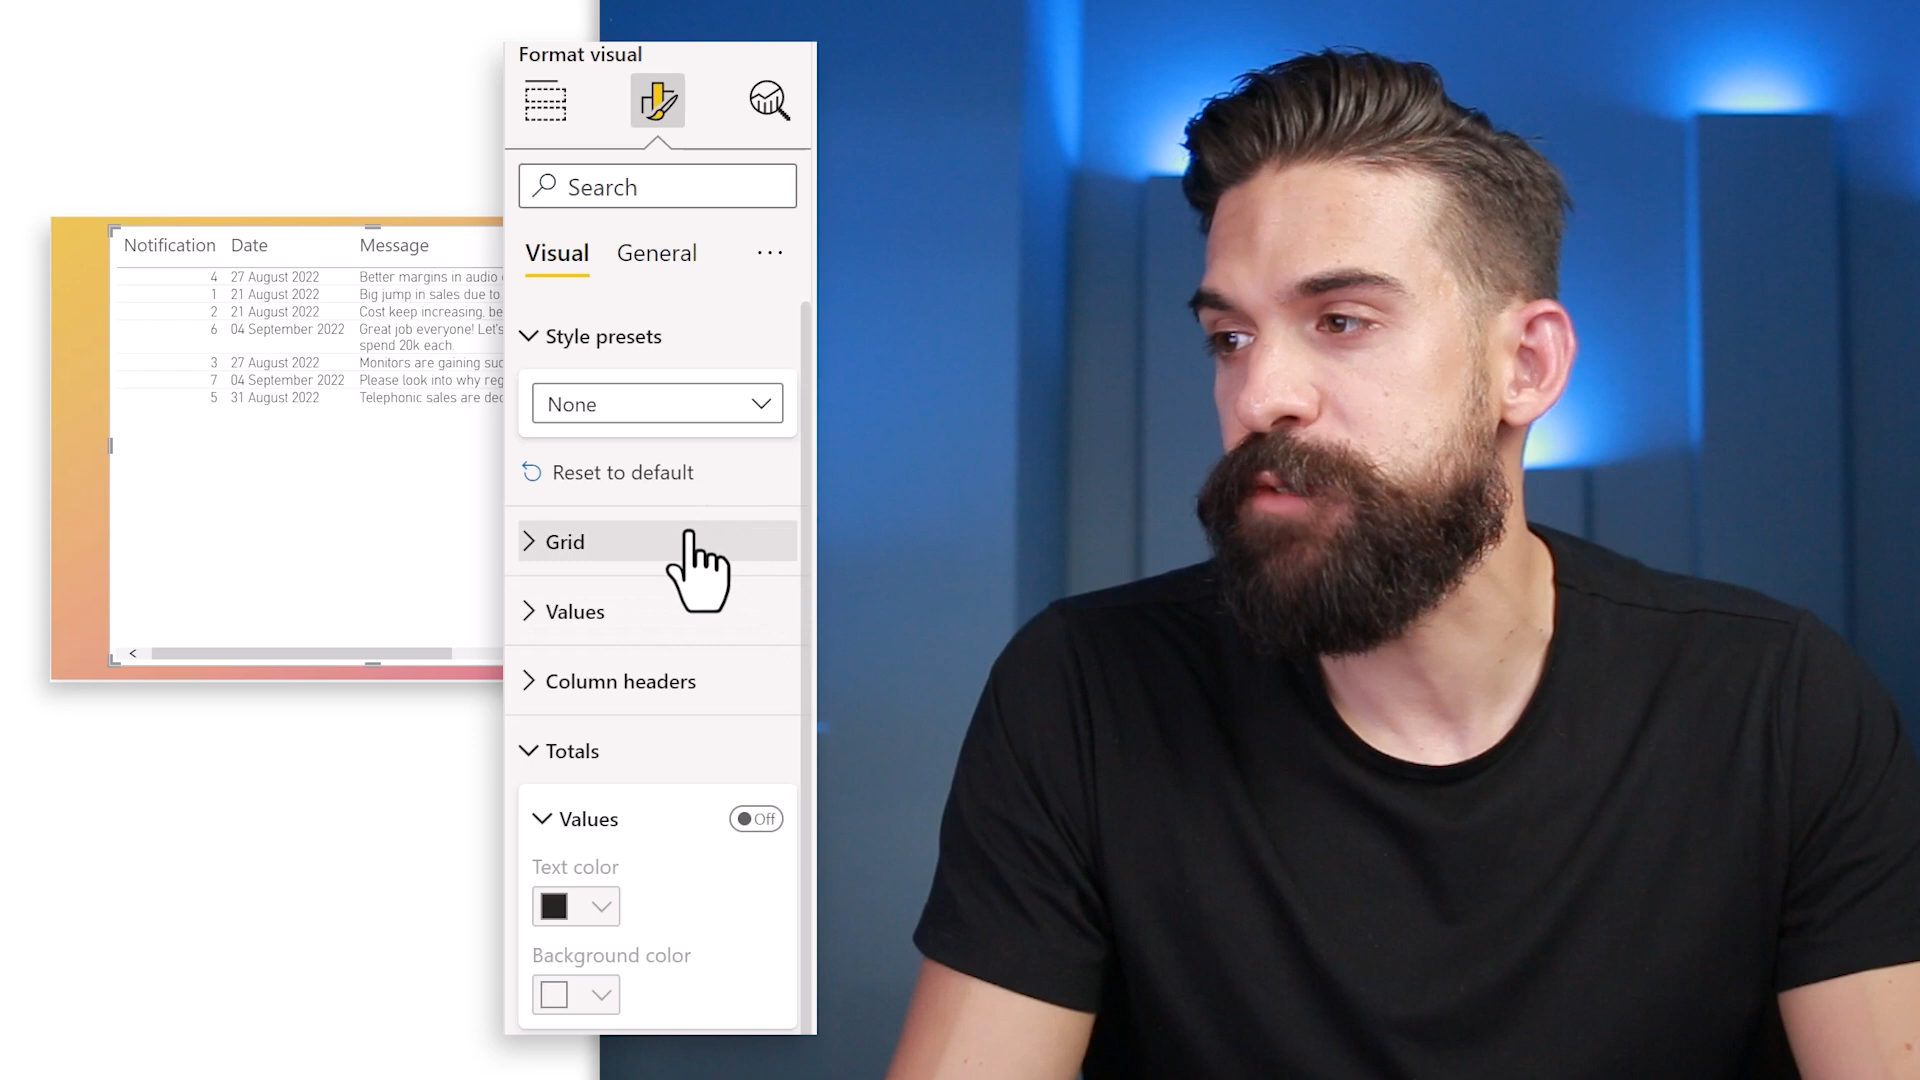 Format visual
Search
Visual General
Style presets
None
Reset to default
Grid
Values
Column headers
Totals
Values Off
Text color
Background color
Notification Date Message
4 27 August 2022 Better margins in audio
1 21 August 2022 Big jump in sales due to
2 21 August 2022 Cost keep increasing, be
6 04 September 2022 Great job everyone! Let's
spend 20k each.
3 27 August 2022 Monitors are gaining suc
7 04 September 2022 Please look into why reg
5 31 August 2022 Telephonic sales are dec